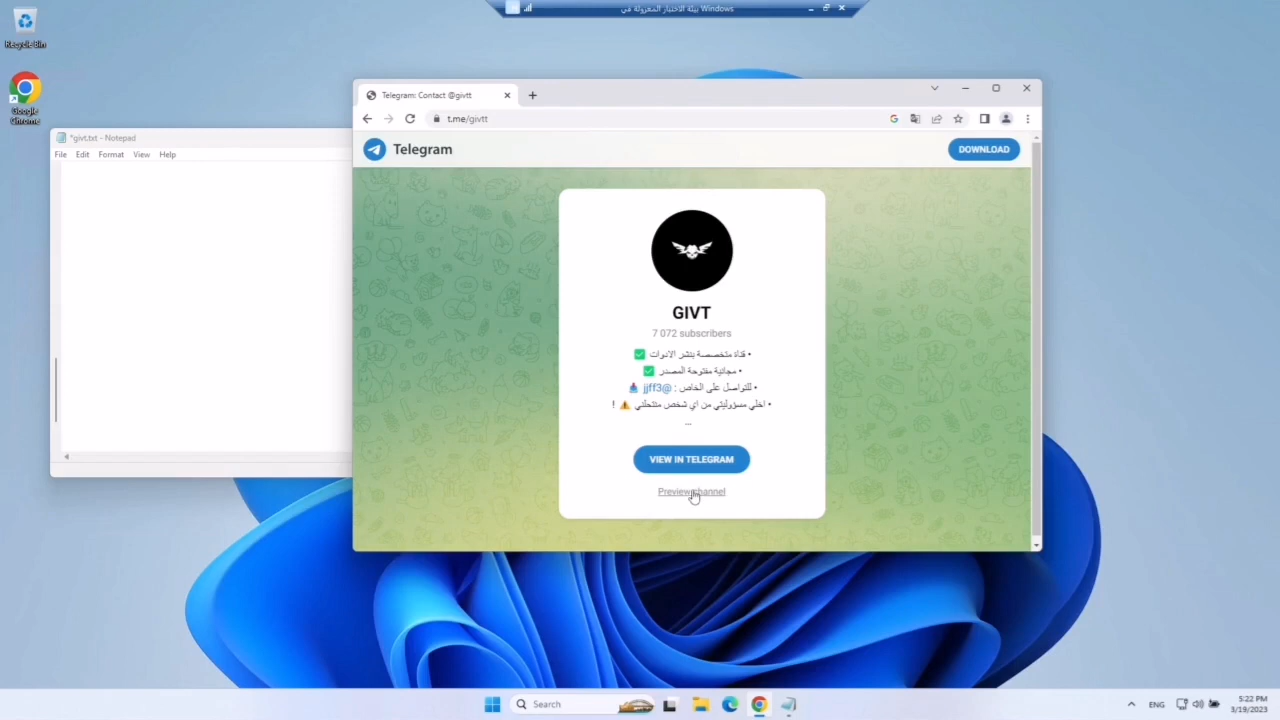 بيئة الاختبار المعزولة في Windows
Recycle Bin
Google Chrome
*givt.txt - Notepad
File Edit Format View Help
Telegram: Contact @givtt
t.me/givtt
Telegram
DOWNLOAD
GIVT
7 072 subscribers
• قناة متخصصة بنشر الادوات ✅
• مجانية مفتوحة المصدر ✅
• للتواصل على الخاص : @jjff3 📥
• اخلي مسؤوليتي من اي شخص منتحلني ⚠️ !
...
VIEW IN TELEGRAM
Preview channel
Search
ENG
5:22 PM
3/19/2023